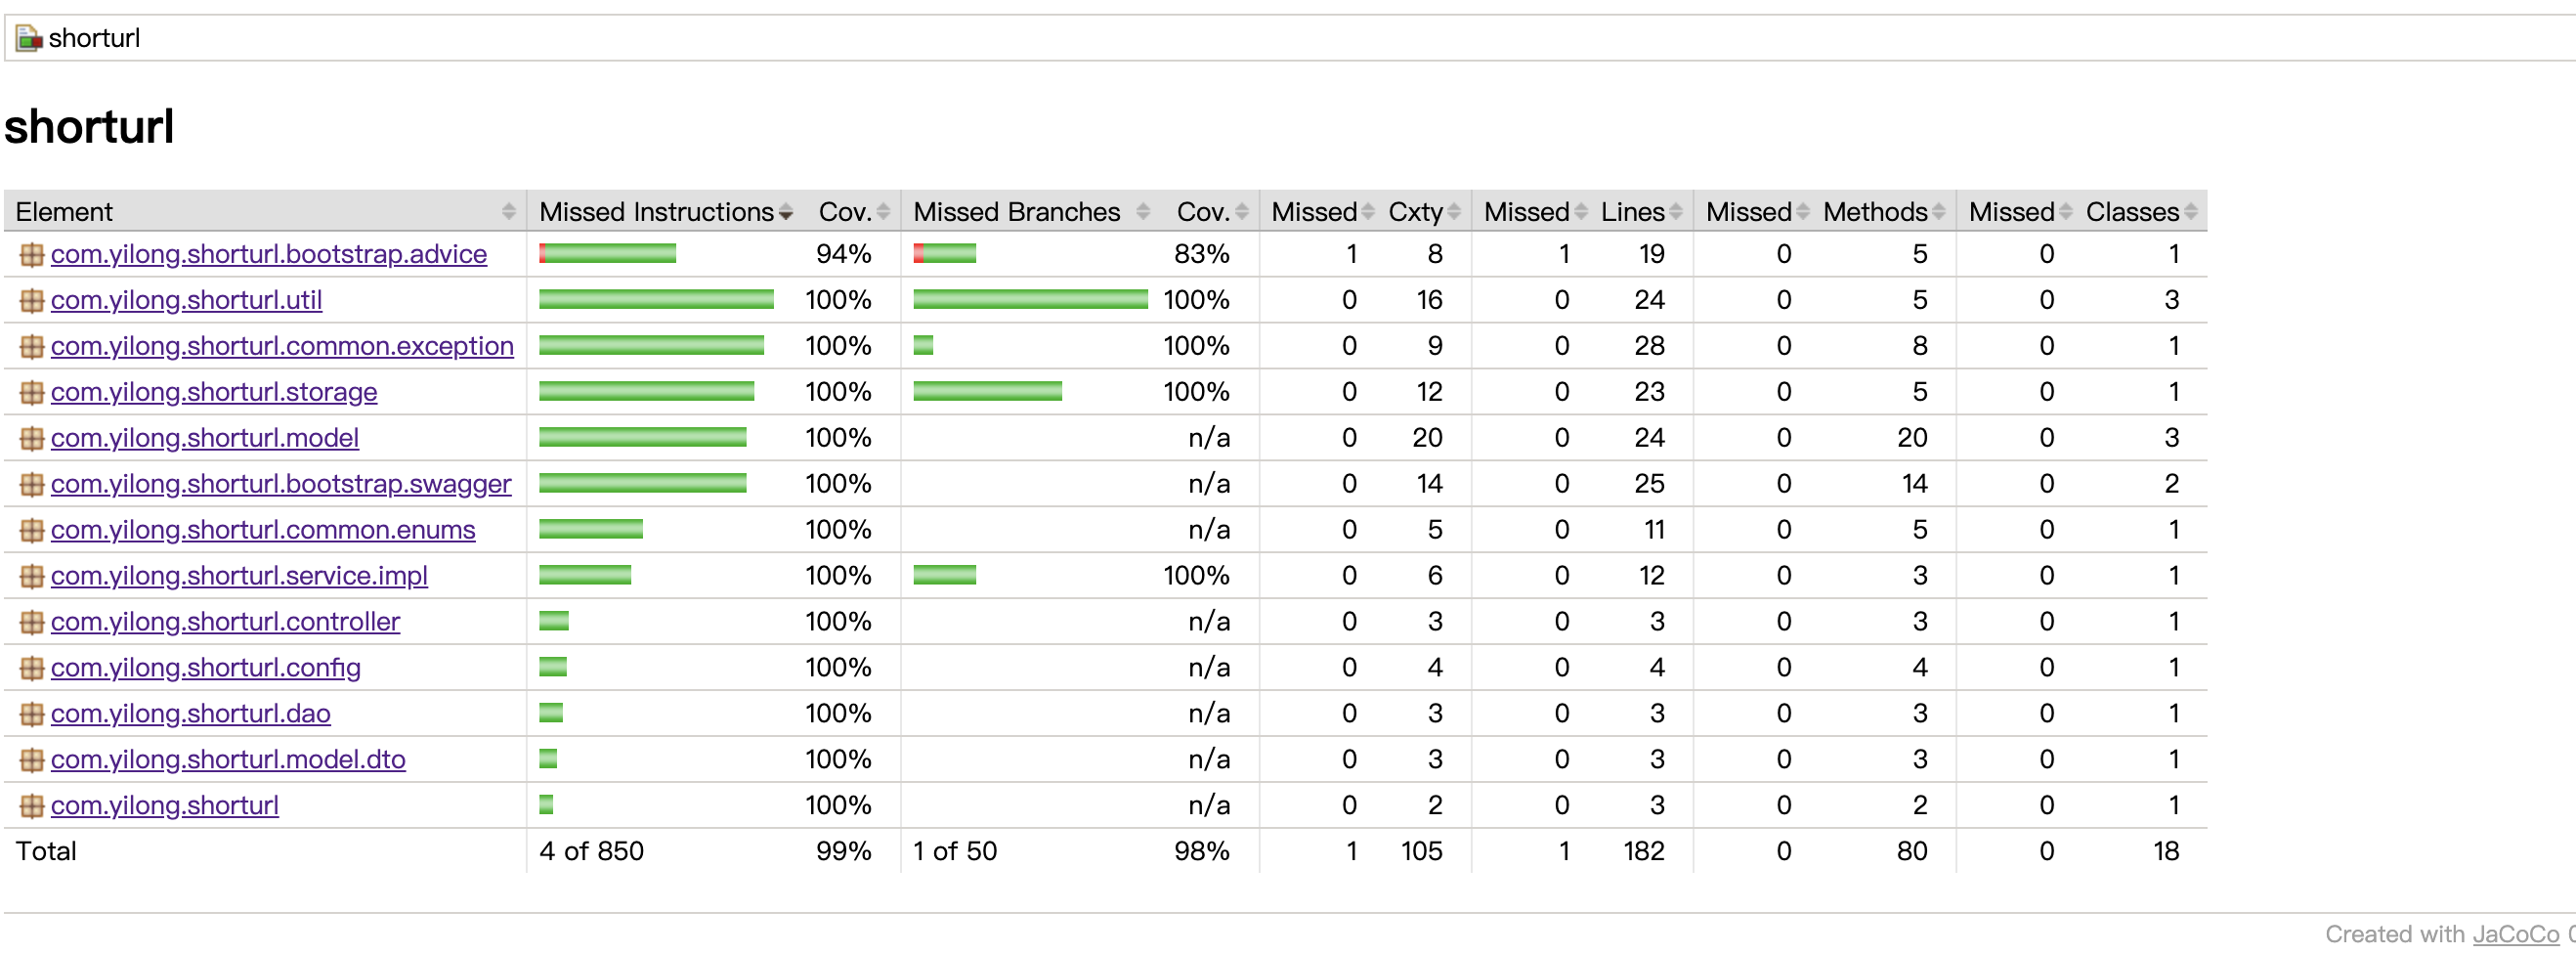 shorturl
shorturl
Element Missed Instructions Cov. Missed Branches Cov. Missed Cxty Missed Lines Missed Methods Missed Classes
com.yilong.shorturl.bootstrap.advice 94% 83% 1 8 1 19 0 5 0 1
com.yilong.shorturl.util 100% 100% 0 16 0 24 0 5 0 3
com.yilong.shorturl.common.exception 100% 100% 0 9 0 28 0 8 0 1
com.yilong.shorturl.storage 100% 100% 0 12 0 23 0 5 0 1
com.yilong.shorturl.model 100% n/a 0 20 0 24 0 20 0 3
com.yilong.shorturl.bootstrap.swagger 100% n/a 0 14 0 25 0 14 0 2
com.yilong.shorturl.common.enums 100% n/a 0 5 0 11 0 5 0 1
com.yilong.shorturl.service.impl 100% 100% 0 6 0 12 0 3 0 1
com.yilong.shorturl.controller 100% n/a 0 3 0 3 0 3 0 1
com.yilong.shorturl.config 100% n/a 0 4 0 4 0 4 0 1
com.yilong.shorturl.dao 100% n/a 0 3 0 3 0 3 0 1
com.yilong.shorturl.model.dto 100% n/a 0 3 0 3 0 3 0 1
com.yilong.shorturl 100% n/a 0 2 0 3 0 2 0 1
Total 4 of 850 99% 1 of 50 98% 1 105 1 182 0 80 0 18
Created with JaCoCo